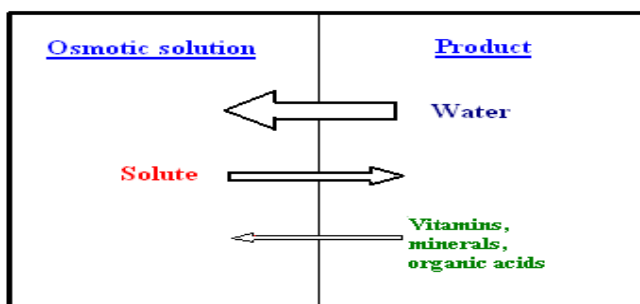 Osmotic solution
Product
Water
Solute
Vitamins,
minerals,
organic acids